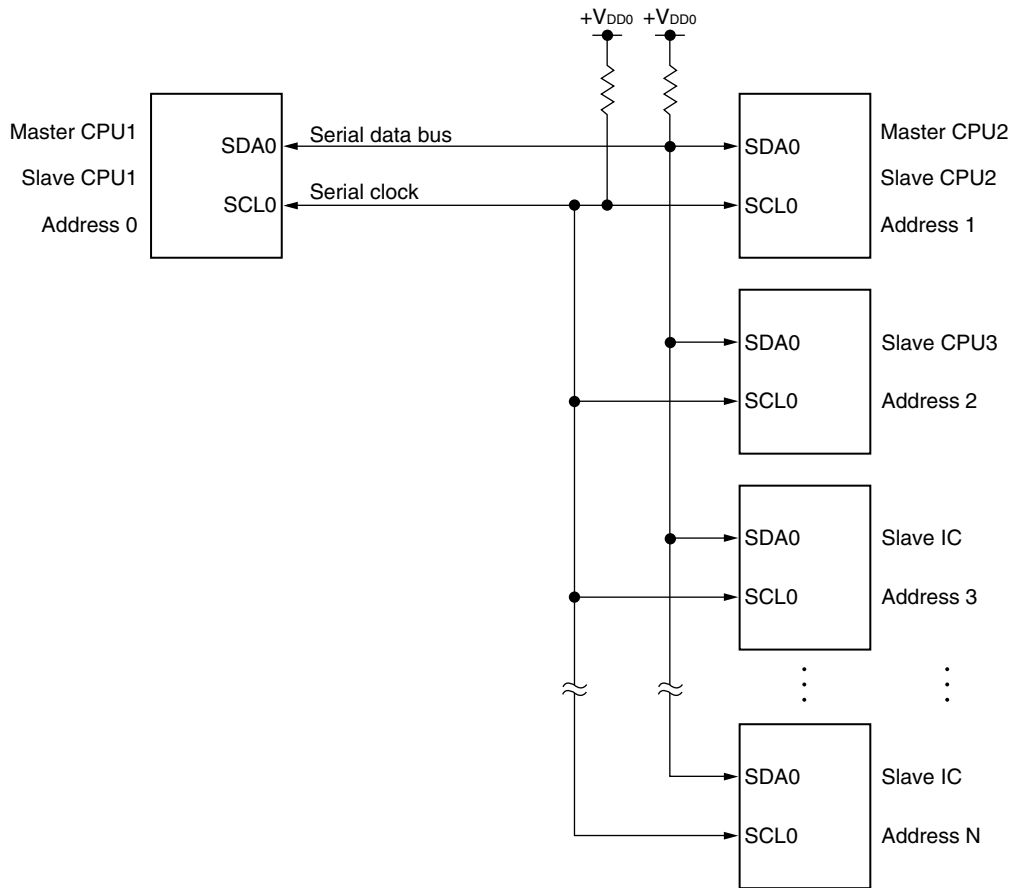 +VDD0 +VDD0
Master CPU1
Slave CPU1
Address 0
SDA0
SCL0
Serial data bus
Serial clock
SDA0
SCL0
Master CPU2
Slave CPU2
Address 1
SDA0
SCL0
Slave CPU3
Address 2
SDA0
SCL0
Slave IC
Address 3
SDA0
SCL0
Slave IC
Address N